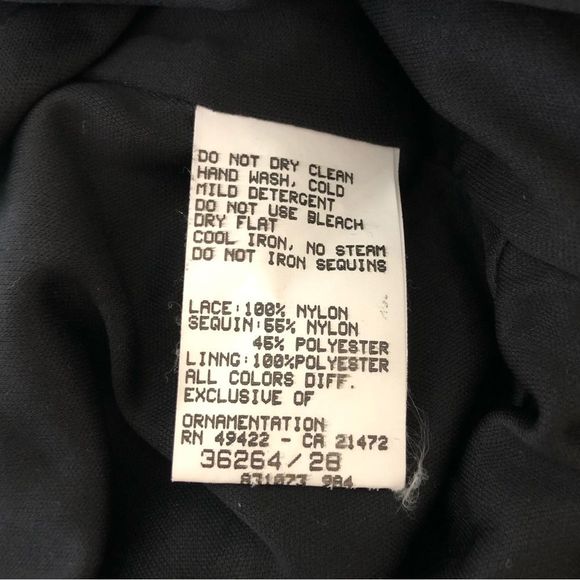 DO NOT DRY CLEAN
HAND WASH, COLD
MILD DETERGENT
DO NOT USE BLEACH
DRY FLAT
COOL IRON, NO STEAM
DO NOT IRON SEQUINS
LACE:100% NYLON
SEQUIN:55% NYLON
45% POLYESTER
LINNG:100%POLYESTER
ALL COLORS DIFF.
EXCLUSIVE OF
ORNAMENTATION
RN 49422 - CA 21472
36264/28